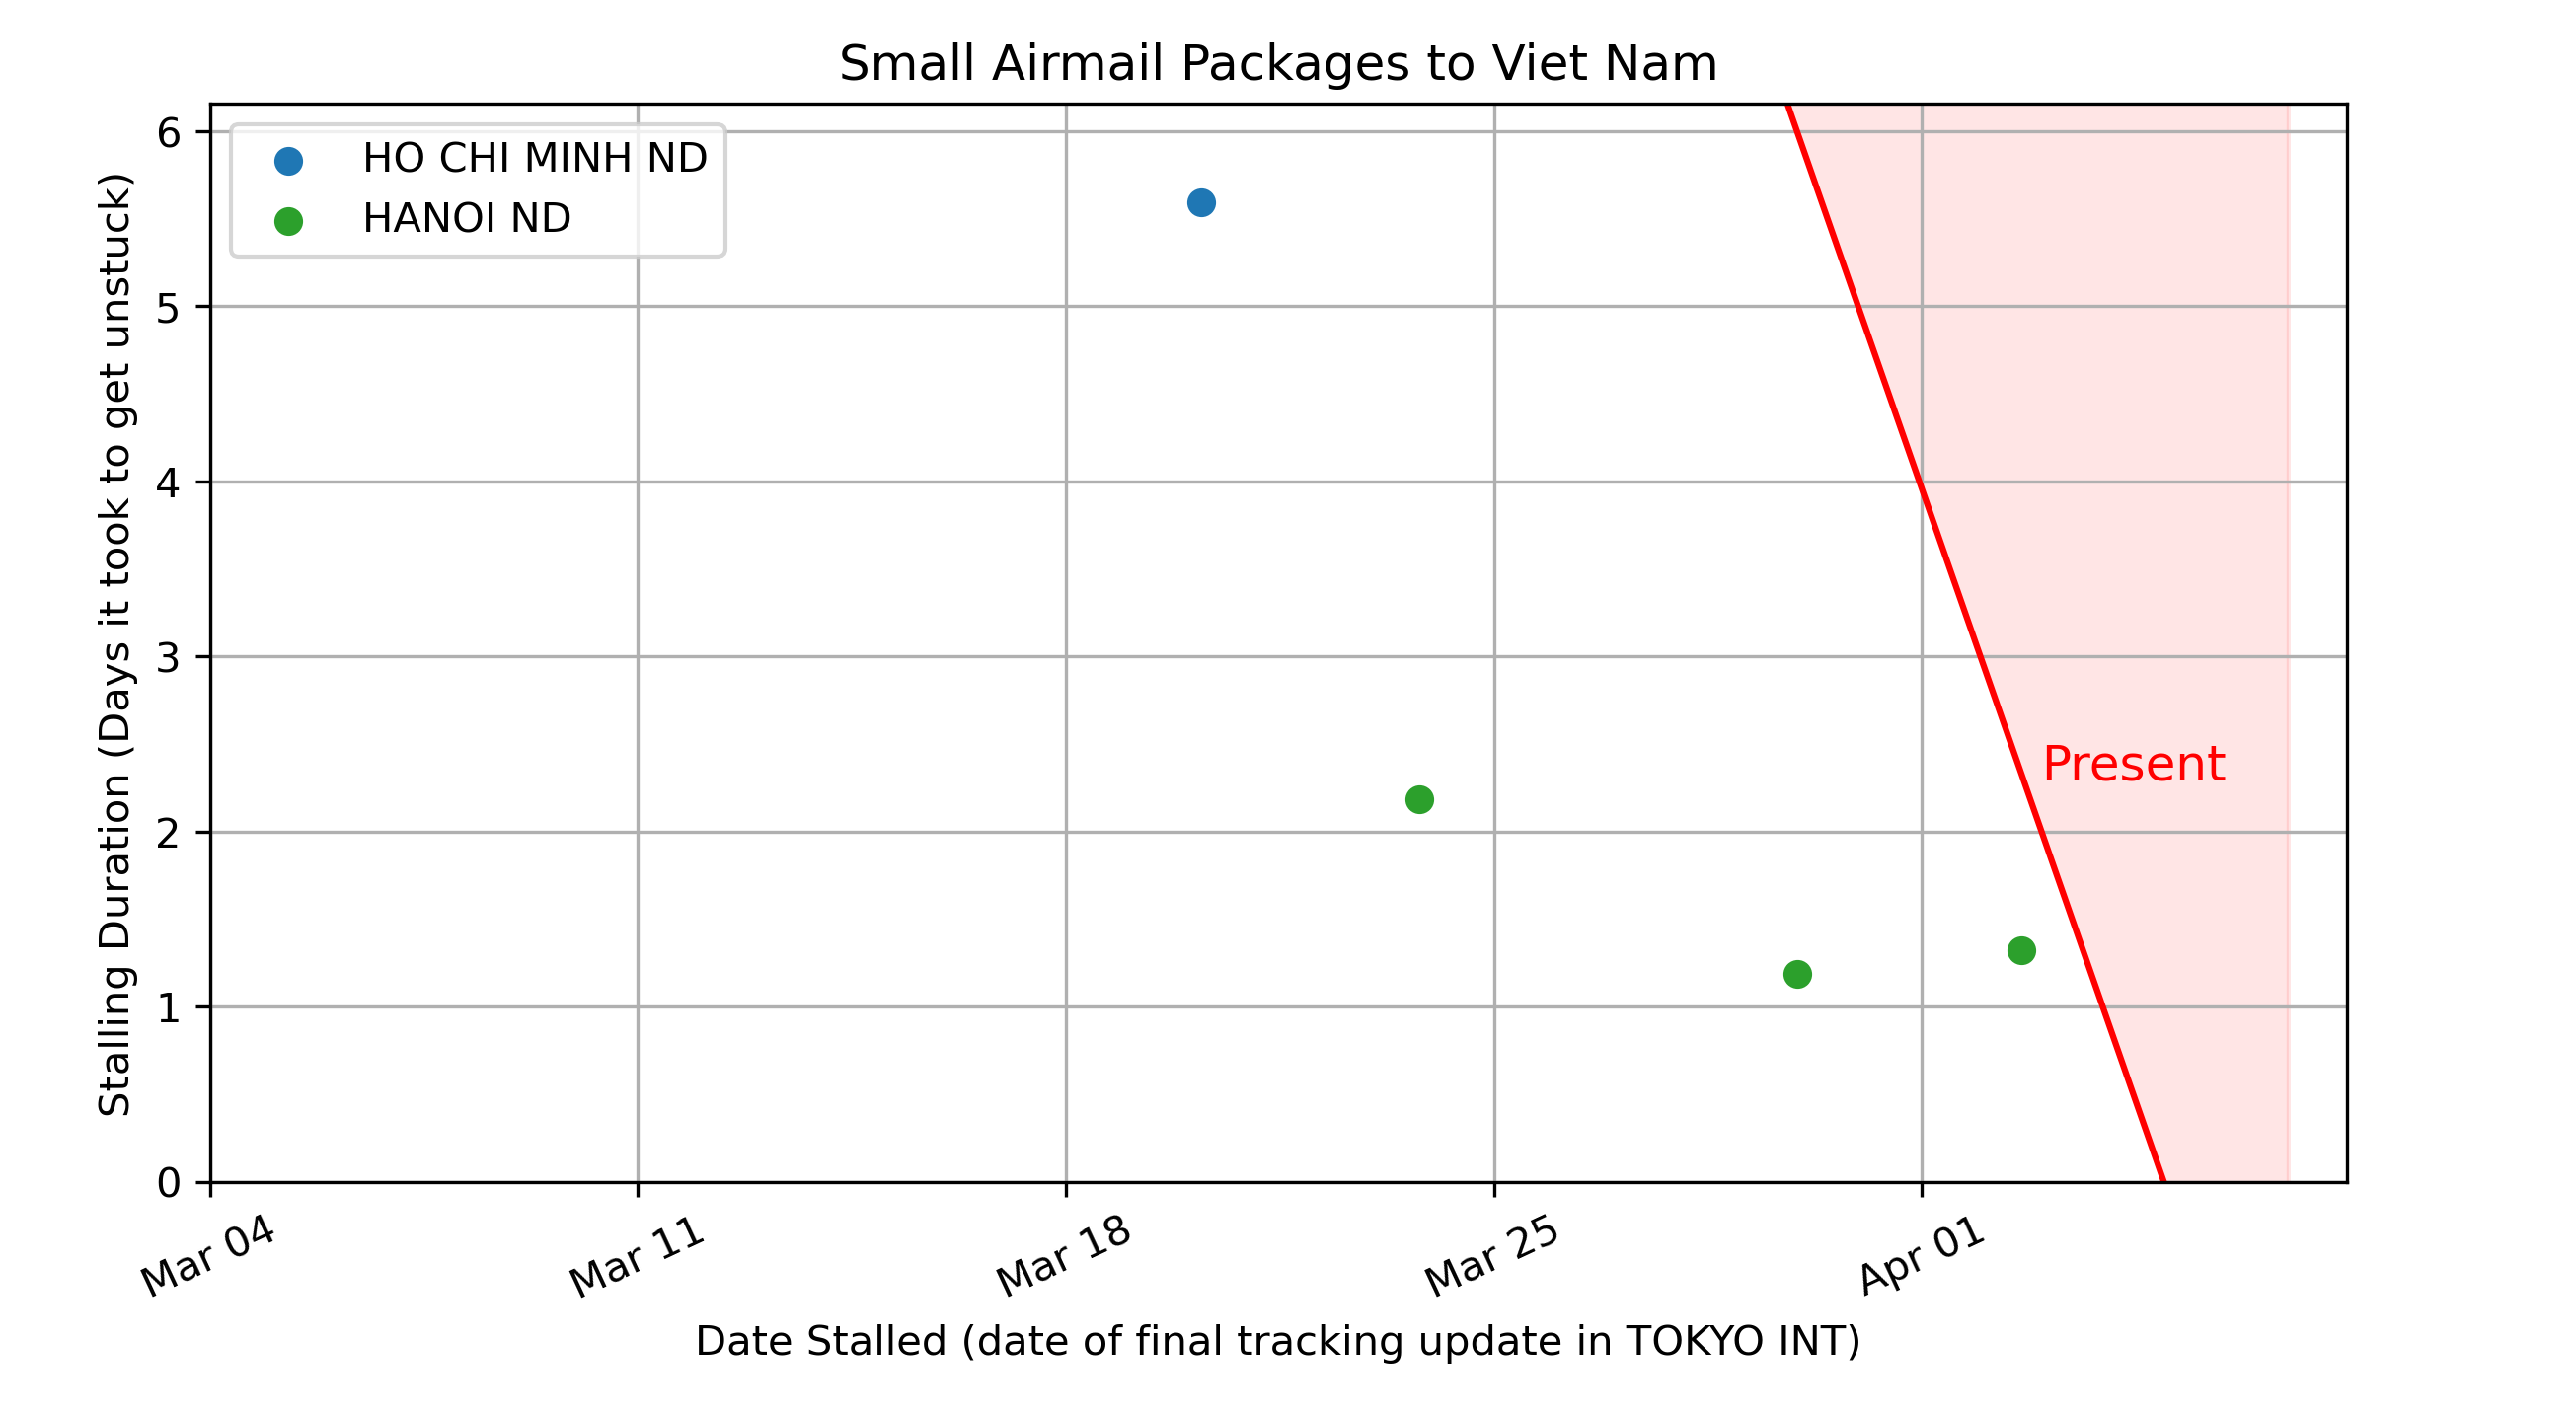 Small Airmail Packages to Viet Nam
HO CHI MINH ND
HANOI ND
Stalling Duration (Days it took to get unstuck)
6
5
4
3
2
1
0
Present
Mar 04
Mar 11
Mar 18
Mar 25
Apr 01
Date Stalled (date of final tracking update in TOKYO INT)